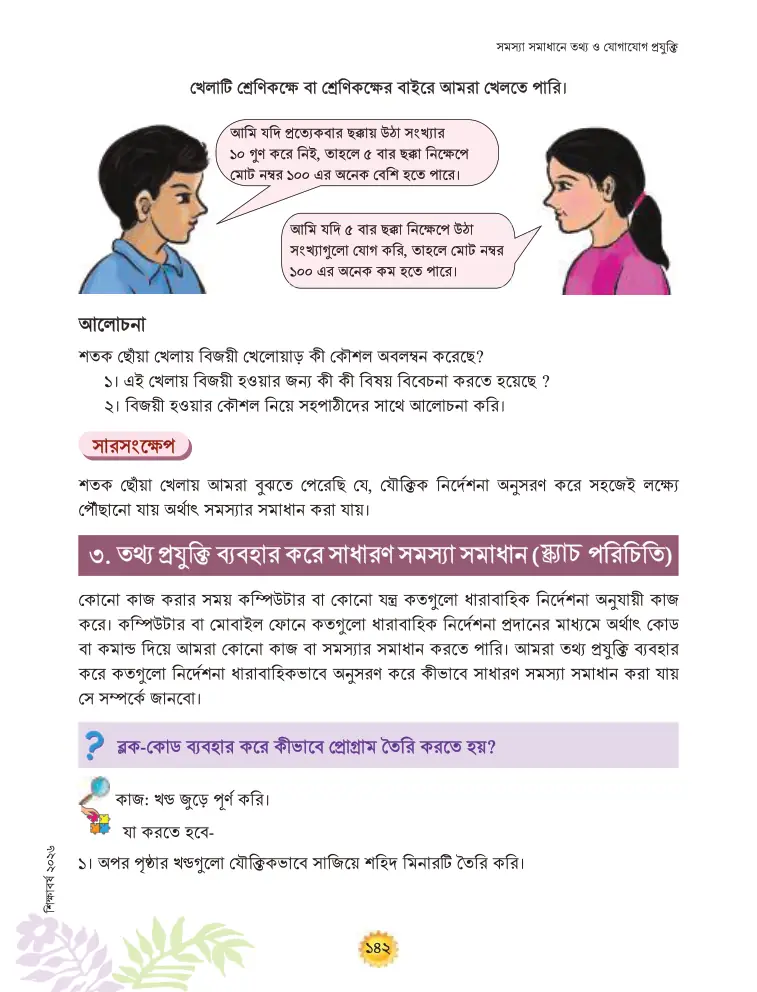 সমস্যা সমাধানে তথ্য ও যোগাযোগ প্রযুক্তি
খেলাটি শ্রেণিকক্ষে বা শ্রেণিকক্ষের বাইরে আমরা খেলতে পারি।
আমি যদি প্রত্যেকবার ছক্কায় উঠা সংখ্যার
১০ গুণ করে নিই, তাহলে ৫ বার ছক্কা নিক্ষেপে
মোট নম্বর ১০০ এর অনেক বেশি হতে পারে।
আমি যদি ৫ বার ছক্কা নিক্ষেপে উঠা
সংখ্যাগুলো যোগ করি, তাহলে মোট নম্বর
১০০ এর অনেক কম হতে পারে।
আলোচনা
শতক ছোঁয়া খেলায় বিজয়ী খেলোয়াড় কী কৌশল অবলম্বন করেছে?
১। এই খেলায় বিজয়ী হওয়ার জন্য কী কী বিষয় বিবেচনা করতে হয়েছে ?
২। বিজয়ী হওয়ার কৌশল নিয়ে সহপাঠীদের সাথে আলোচনা করি।
সারসংক্ষেপ
শতক ছোঁয়া খেলায় আমরা বুঝতে পেরেছি যে, যৌক্তিক নির্দেশনা অনুসরণ করে সহজেই লক্ষ্যে
পৌঁছানো যায় অর্থাৎ সমস্যার সমাধান করা যায়।
৩. তথ্য প্রযুক্তি ব্যবহার করে সাধারণ সমস্যা সমাধান (স্ক্র্যাচ পরিচিতি)
কোনো কাজ করার সময় কম্পিউটার বা কোনো যন্ত্র কতগুলো ধারাবাহিক নির্দেশনা অনুযায়ী কাজ
করে। কম্পিউটার বা মোবাইল ফোনে কতগুলো ধারাবাহিক নির্দেশনা প্রদানের মাধ্যমে অর্থাৎ কোড
বা কমান্ড দিয়ে আমরা কোনো কাজ বা সমস্যার সমাধান করতে পারি। আমরা তথ্য প্রযুক্তি ব্যবহার
করে কতগুলো নির্দেশনা ধারাবাহিকভাবে অনুসরণ করে কীভাবে সাধারণ সমস্যা সমাধান করা যায়
সে সম্পর্কে জানবো।
? ব্লক-কোড ব্যবহার করে কীভাবে প্রোগ্রাম তৈরি করতে হয়?
কাজ: খন্ড জুড়ে পূর্ণ করি।
যা করতে হবে-
১। অপর পৃষ্ঠার খন্ডগুলো যৌক্তিকভাবে সাজিয়ে শহিদ মিনারটি তৈরি করি।
শিক্ষাবর্ষ ২০২৬
১৪২